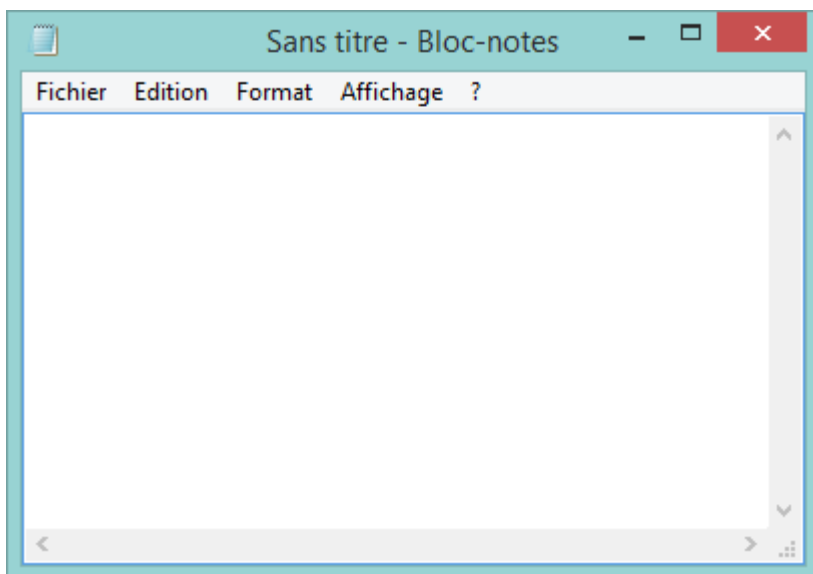 Sans titre - Bloc-notes
Fichier Edition Format Affichage ?